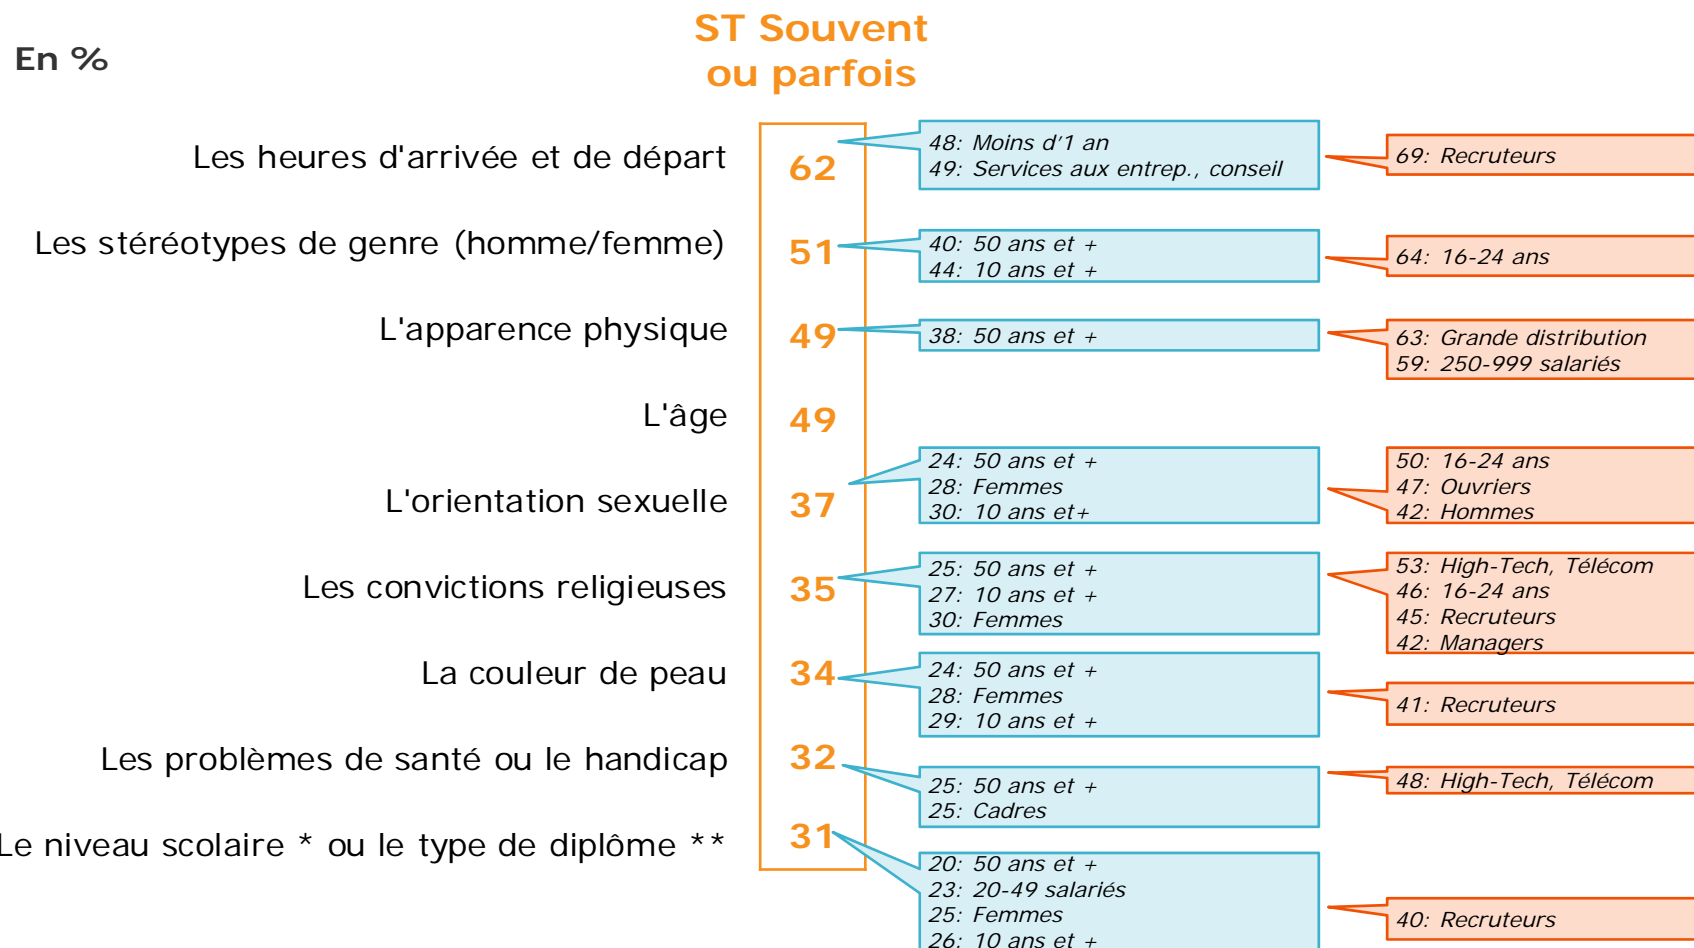 En %
ST Souvent
ou parfois
Les heures d'arrivée et de départ
62
48: Moins d’1 an
49: Services aux entrep., conseil
69: Recruteurs
Les stéréotypes de genre (homme/femme)
51
40: 50 ans et +
44: 10 ans et +
64: 16-24 ans
L'apparence physique
49
38: 50 ans et +
63: Grande distribution
59: 250-999 salariés
L'âge
49
L'orientation sexuelle
37
24: 50 ans et +
28: Femmes
30: 10 ans et+
50: 16-24 ans
47: Ouvriers
42: Hommes
Les convictions religieuses
35
25: 50 ans et +
27: 10 ans et +
30: Femmes
53: High-Tech, Télécom
46: 16-24 ans
45: Recruteurs
42: Managers
La couleur de peau
34
24: 50 ans et +
28: Femmes
29: 10 ans et +
41: Recruteurs
Les problèmes de santé ou le handicap
32
25: 50 ans et +
25: Cadres
48: High-Tech, Télécom
Le niveau scolaire * ou le type de diplôme **
31
20: 50 ans et +
23: 20-49 salariés
25: Femmes
26: 10 ans et +
40: Recruteurs